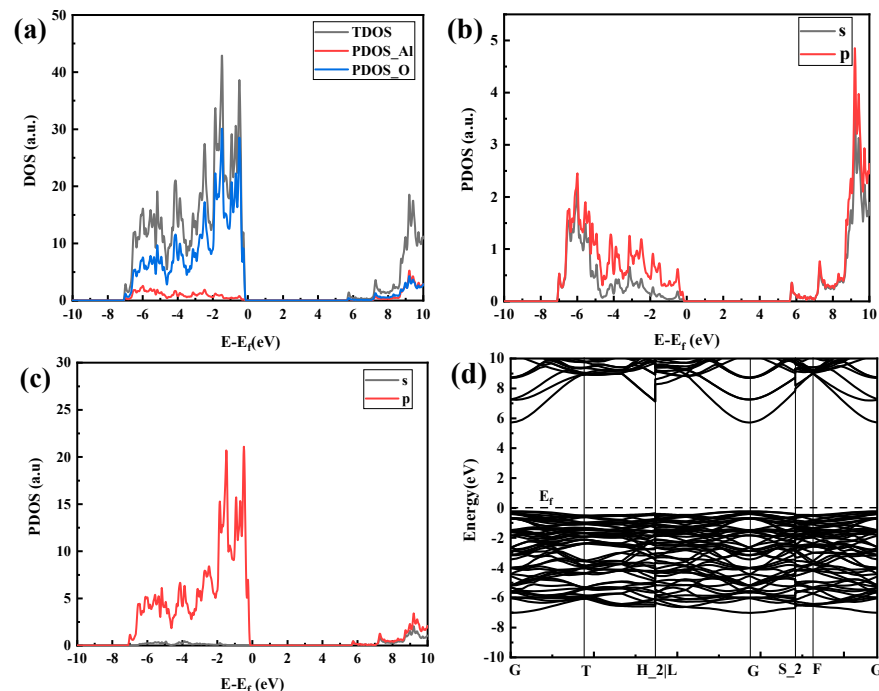 (a)
TDOS
PDOS_Al
PDOS_O
DOS (a.u.)
50
40
30
20
10
0
-10 -8 -6 -4 -2 0 2 4 6 8 10
E-Ef(eV)
(b)
s
p
PDOS (a.u.)
5
4
3
2
1
0
-10 -8 -6 -4 -2 0 2 4 6 8 10
E-Ef (eV)
(c)
s
p
PDOS (a.u)
30
25
20
15
10
5
0
-10 -8 -6 -4 -2 0 2 4 6 8 10
E-Ef (eV)
(d)
Energy(eV)
10
8
6
4
2
0
-2
-4
-6
-8
-10
Ef
G T H_2|L G S_2 F G